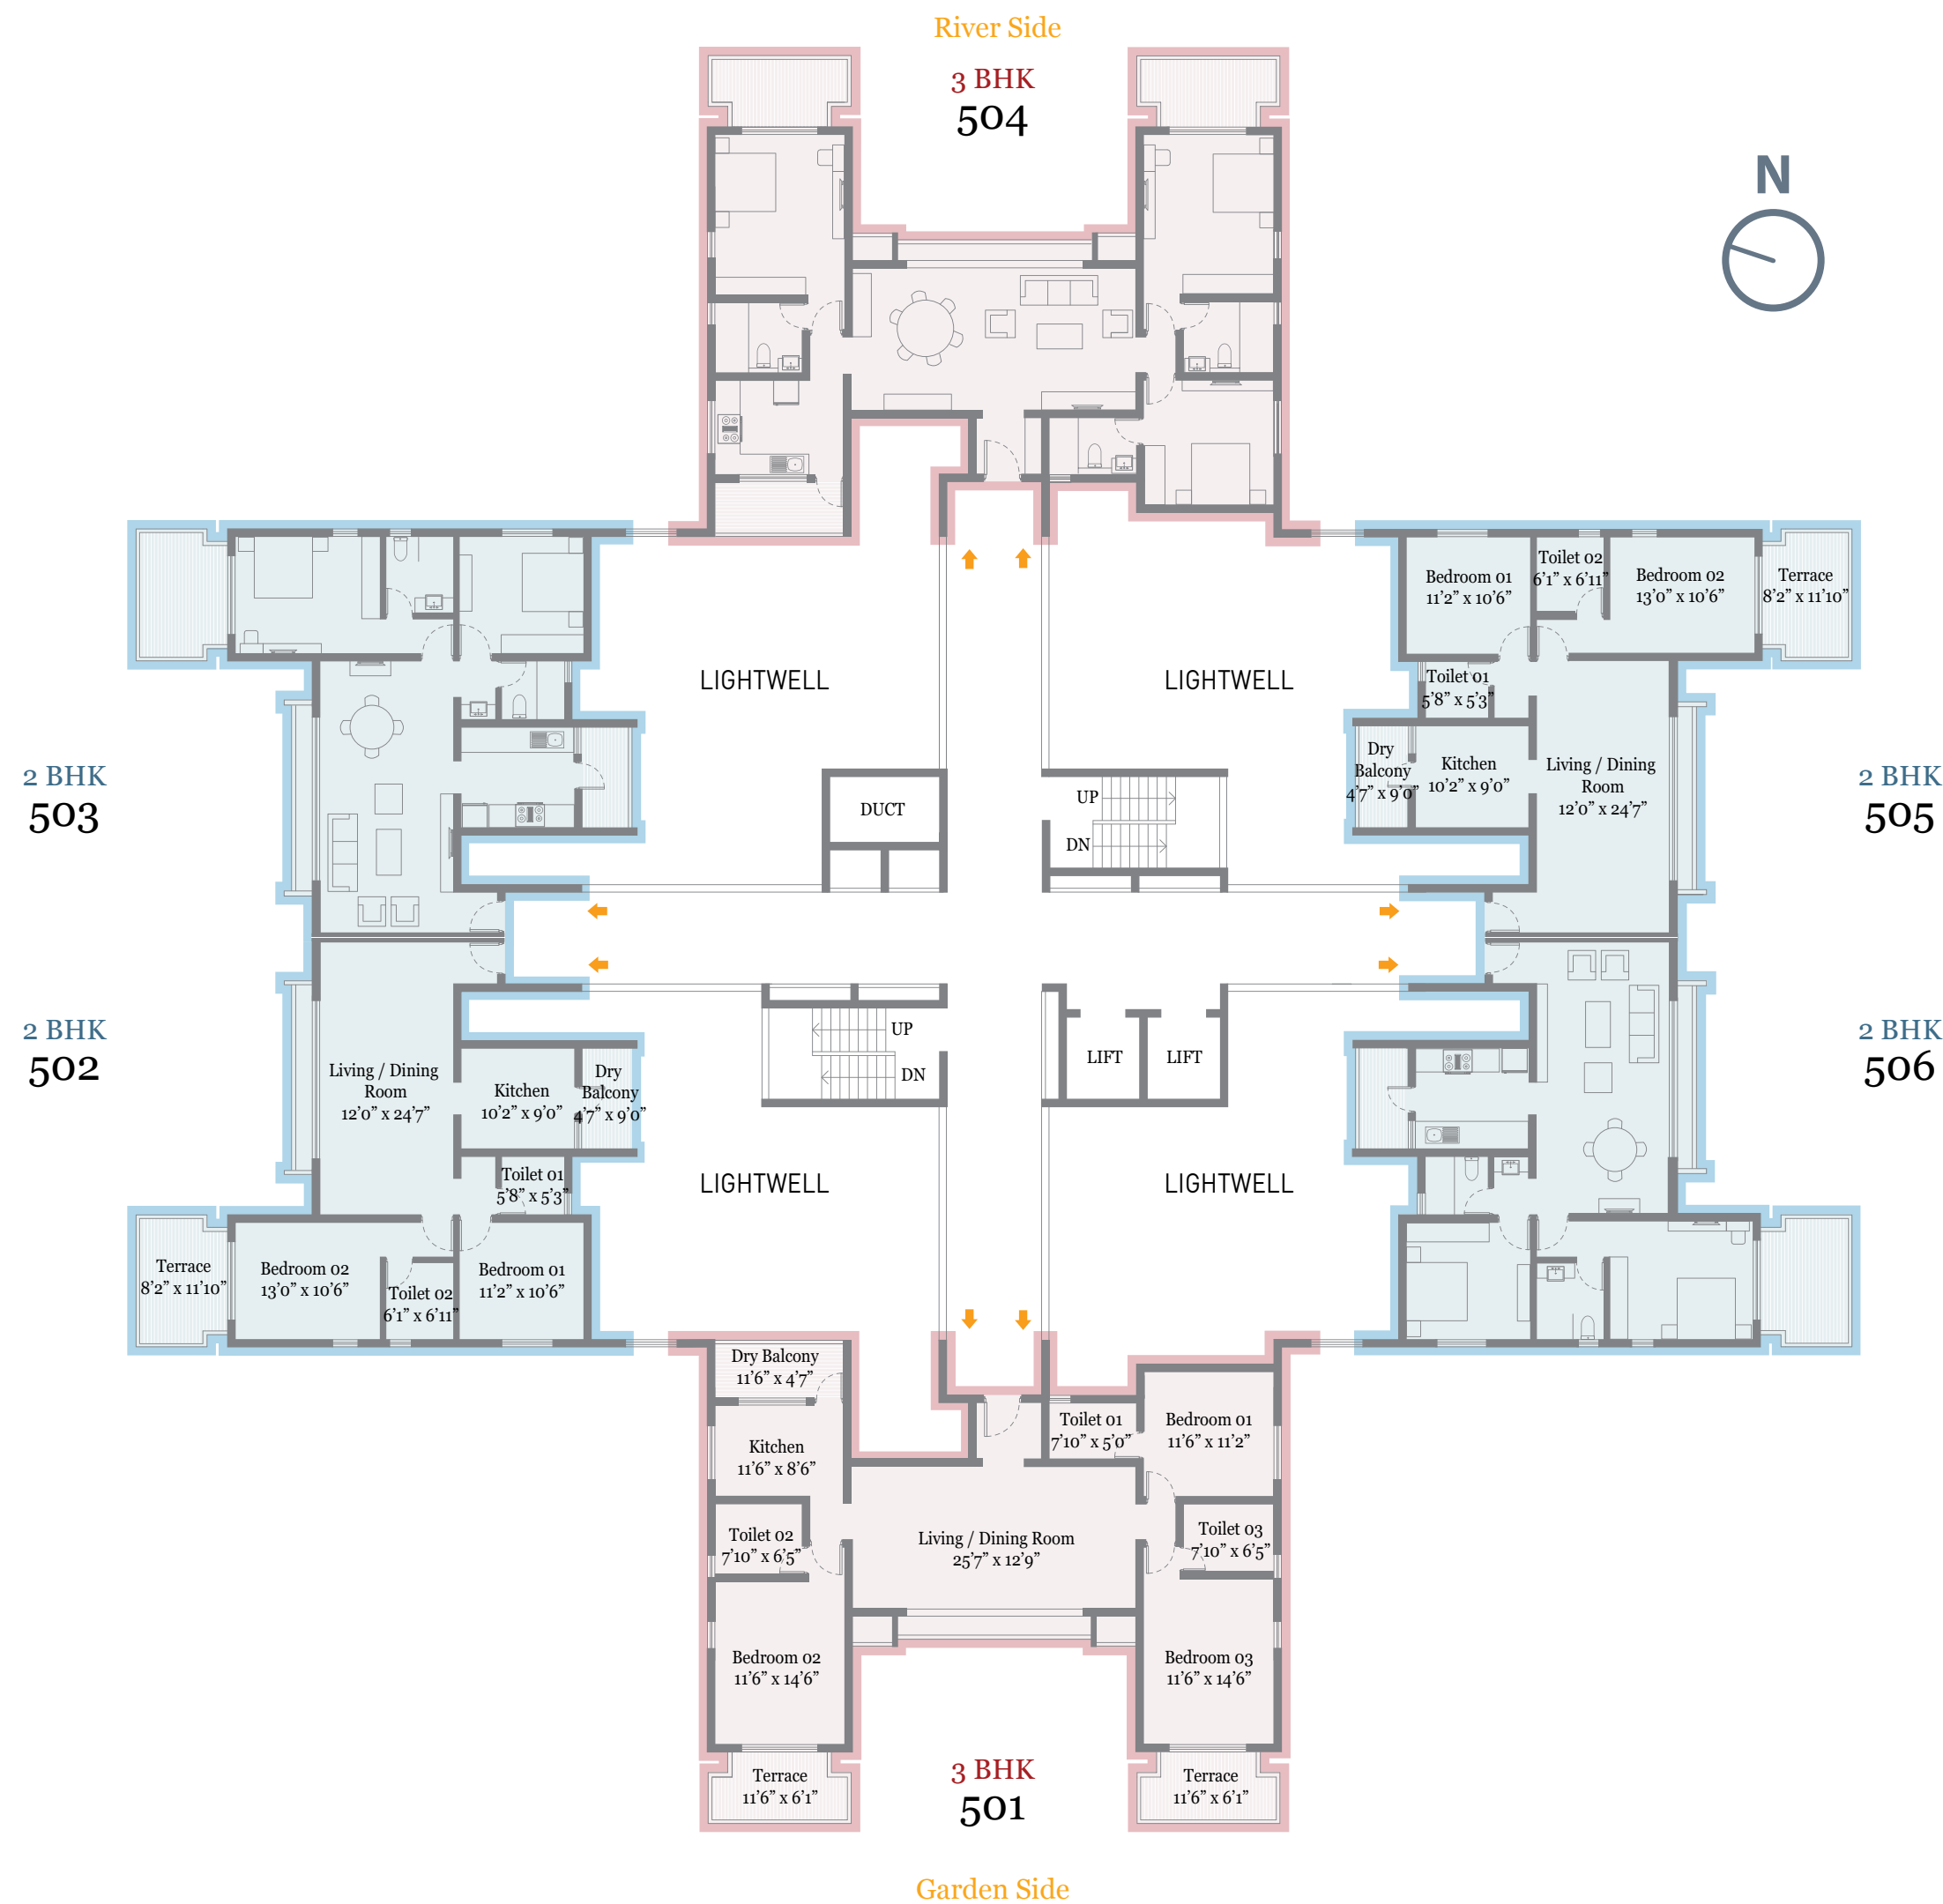 River Side
3 BHK
504
N
Bedroom 01
11’2” x 10’6”
Toilet 02
6’1” x 6’11”
Bedroom 02
13’0” x 10’6”
Terrace
8’2” x 11’10”
LIGHTWELL
LIGHTWELL
Toilet 01
5’8” x 5’3”
2 BHK
503
DUCT
UP
DN
Dry
Balcony
4’7” x 9’0”
Kitchen
10’2” x 9’0”
Living / Dining
Room
12’0” x 24’7”
2 BHK
505
2 BHK
502
Living / Dining
Room
12’0” x 24’7”
Kitchen
10’2” x 9’0”
Dry
Balcony
4’7” x 9’0”
UP
DN
LIFT
LIFT
2 BHK
506
Toilet 01
5’8” x 5’3”
LIGHTWELL
LIGHTWELL
Terrace
8’2” x 11’10”
Bedroom 02
13’0” x 10’6”
Toilet 02
6’1” x 6’11”
Bedroom 01
11’2” x 10’6”
Dry Balcony
11’6” x 4’7”
Kitchen
11’6” x 8’6”
Toilet 01
7’10” x 5’0”
Bedroom 01
11’6” x 11’2”
Toilet 02
7’10” x 6’5”
Living / Dining Room
25’7” x 12’9”
Toilet 03
7’10” x 6’5”
Bedroom 02
11’6” x 14’6”
Bedroom 03
11’6” x 14’6”
Terrace
11’6” x 6’1”
3 BHK
501
Terrace
11’6” x 6’1”
Garden Side